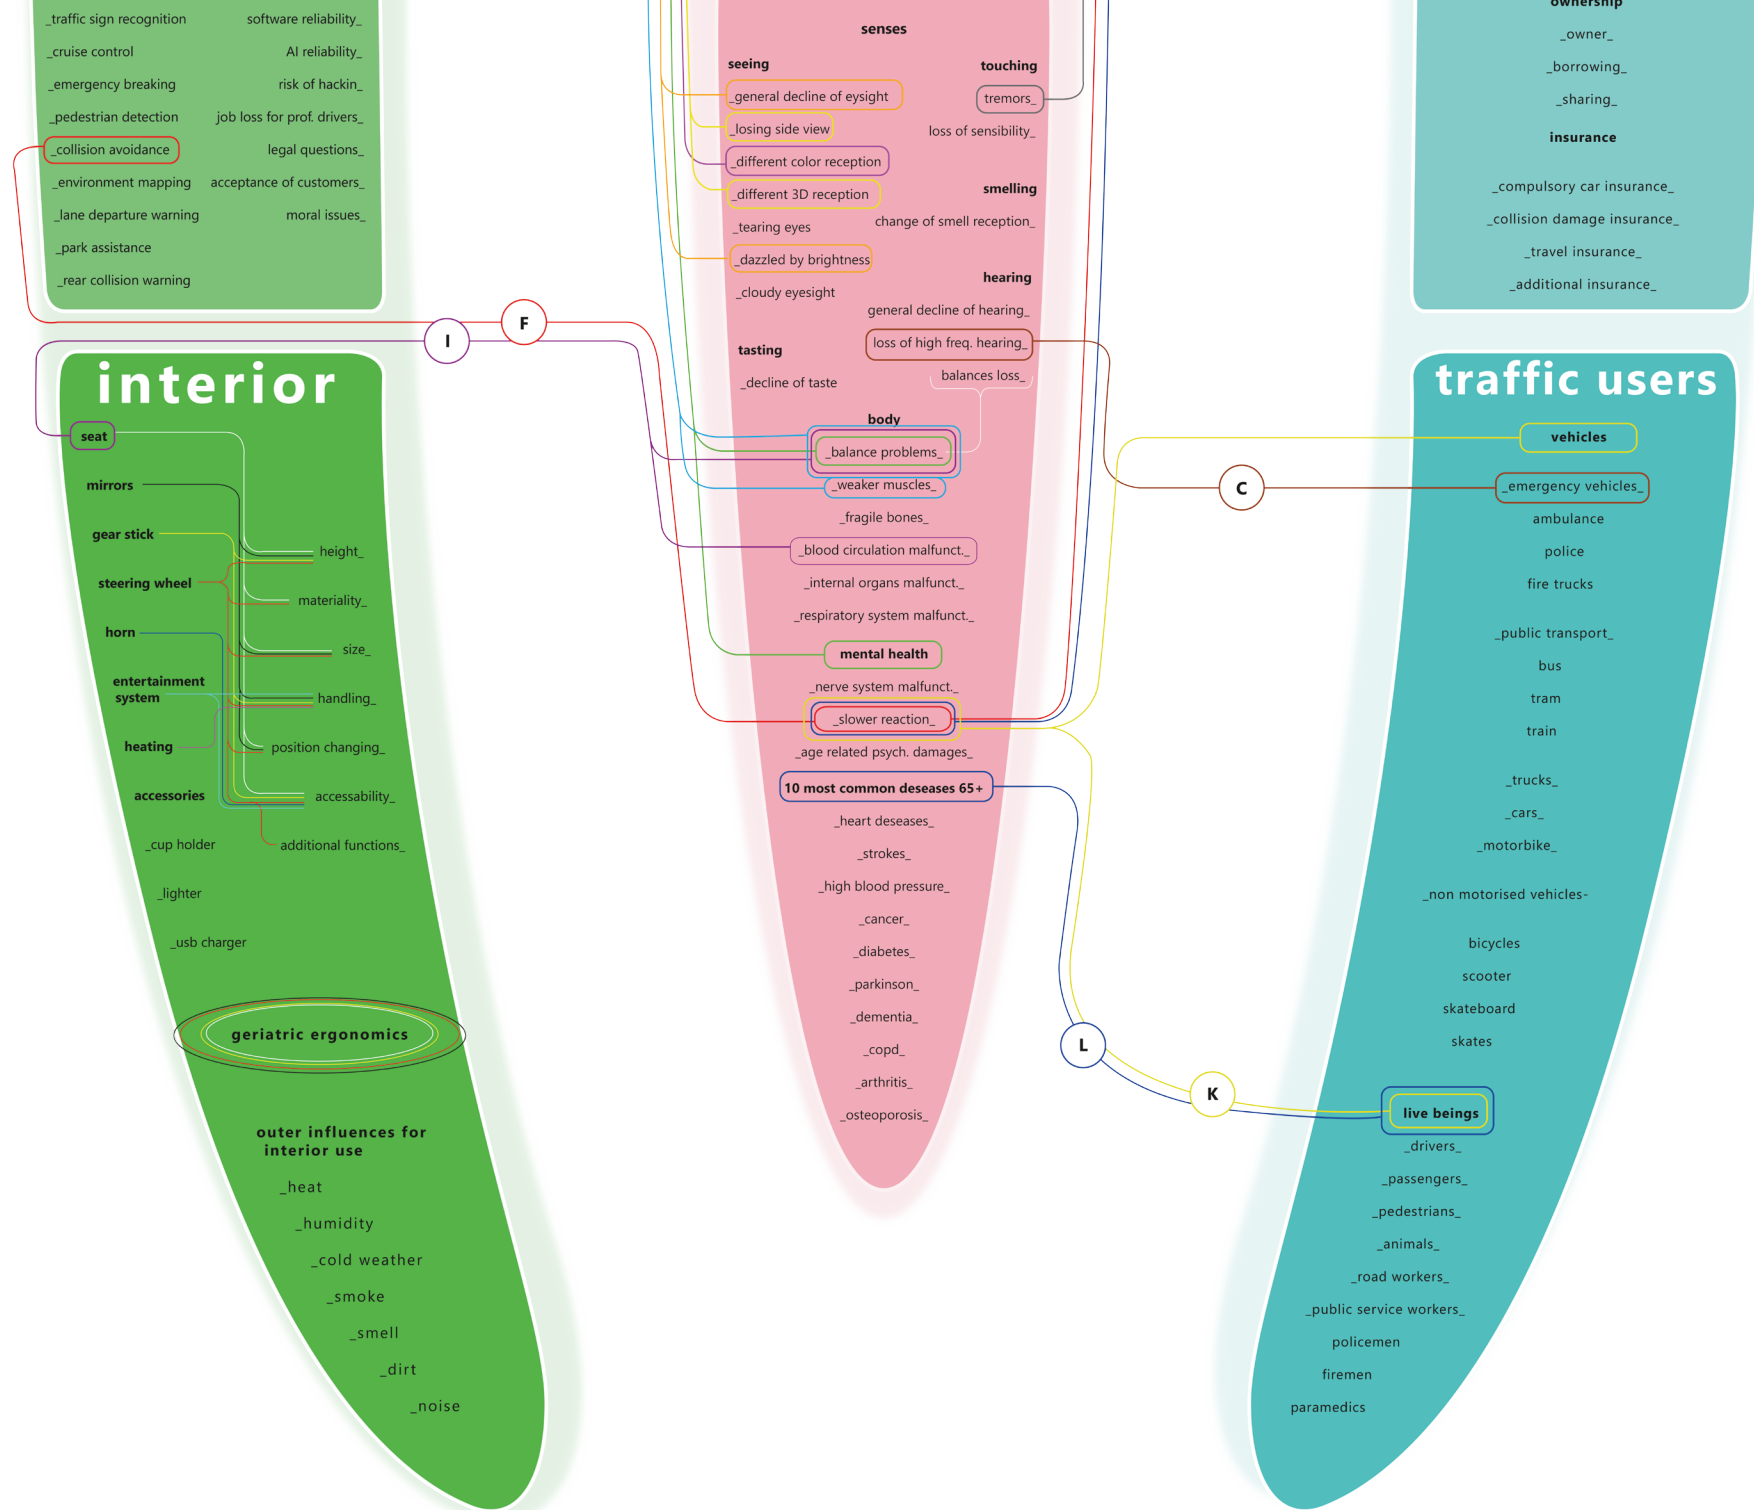 _traffic sign recognition
_cruise control
_emergency breaking
_pedestrian detection
_collision avoidance
_environment mapping
_lane departure warning
_park assistance
_rear collision warning
software reliability_
AI reliability_
risk of hackin_
job loss for prof. drivers_
legal questions_
acceptance of customers_
moral issues_
I
F
interior
seat
mirrors
gear stick
steering wheel
horn
entertainment
system
heating
accessories
_cup holder
_lighter
_usb charger
height_
materiality_
size_
handling_
position changing_
accessability_
additional functions_
geriatric ergonomics
outer influences for
interior use
_heat
_humidity
_cold weather
_smoke
_smell
_dirt
_noise
senses
seeing
_general decline of eysight
_losing side view
_different color reception
_different 3D reception
_tearing eyes
_dazzled by brightness
_cloudy eyesight
tasting
_decline of taste
touching
tremors_
loss of sensibility_
smelling
change of smell reception_
hearing
general decline of hearing_
loss of high freq. hearing_
balances loss_
body
_balance problems_
_weaker muscles_
_fragile bones_
_blood circulation malfunct._
_internal organs malfunct._
_respiratory system malfunct._
mental health
_nerve system malfunct._
_slower reaction_
_age related psych. damages_
10 most common deseases 65+
_heart deseases_
_strokes_
_high blood pressure_
_cancer_
_diabetes_
_parkinson_
_dementia_
_copd_
_arthritis_
_osteoporosis_
C
L
K
ownership
_owner_
_borrowing_
_sharing_
insurance
_compulsory car insurance_
_collision damage insurance_
_travel insurance_
_additional insurance_
traffic users
vehicles
_emergency vehicles_
ambulance
police
fire trucks
_public transport_
bus
tram
train
_trucks_
_cars_
_motorbike_
_non motorised vehicles-
bicycles
scooter
skateboard
skates
live beings
_drivers_
_passengers_
_pedestrians_
_animals_
_road workers_
_public service workers_
policemen
firemen
paramedics